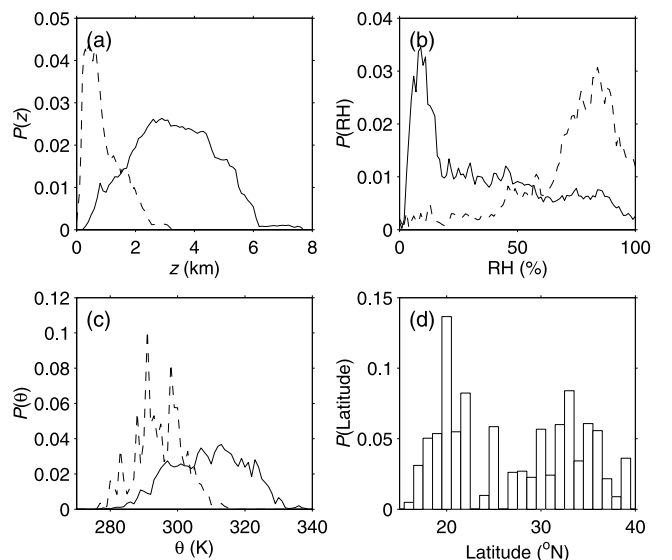 (a)
0.05
0.04
0.03
0.02
0.01
0
P(z)
0 2 4 6 8
z (km)
(b)
0.04
0.03
0.02
0.01
0
P(RH)
0 50 100
RH (%)
(c)
0.12
0.1
0.08
0.06
0.04
0.02
0
P(θ)
280 300 320 340
θ (K)
(d)
0.15
0.1
0.05
0
P(Latitude)
20 30 40
Latitude (°N)